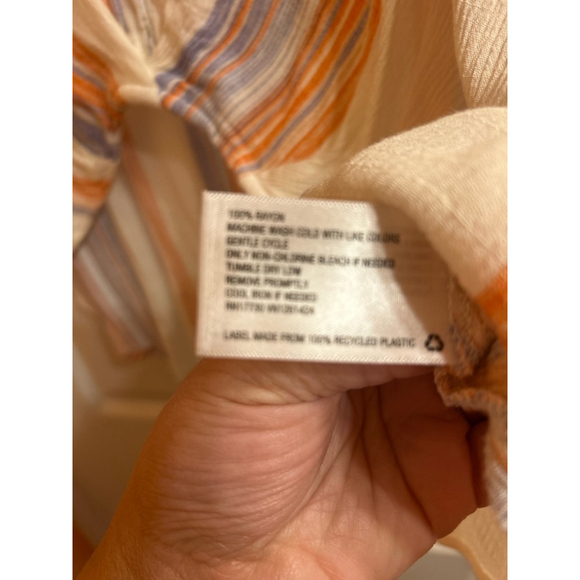 100% RAYON
MACHINE WASH COLD WITH LIKE COLORS
GENTLE CYCLE
ONLY NON-CHLORINE BLEACH IF NEEDED
TUMBLE DRY LOW
REMOVE PROMPTLY
COOL IRON IF NEEDED
LABEL MADE FROM 100% RECYCLED PLASTIC